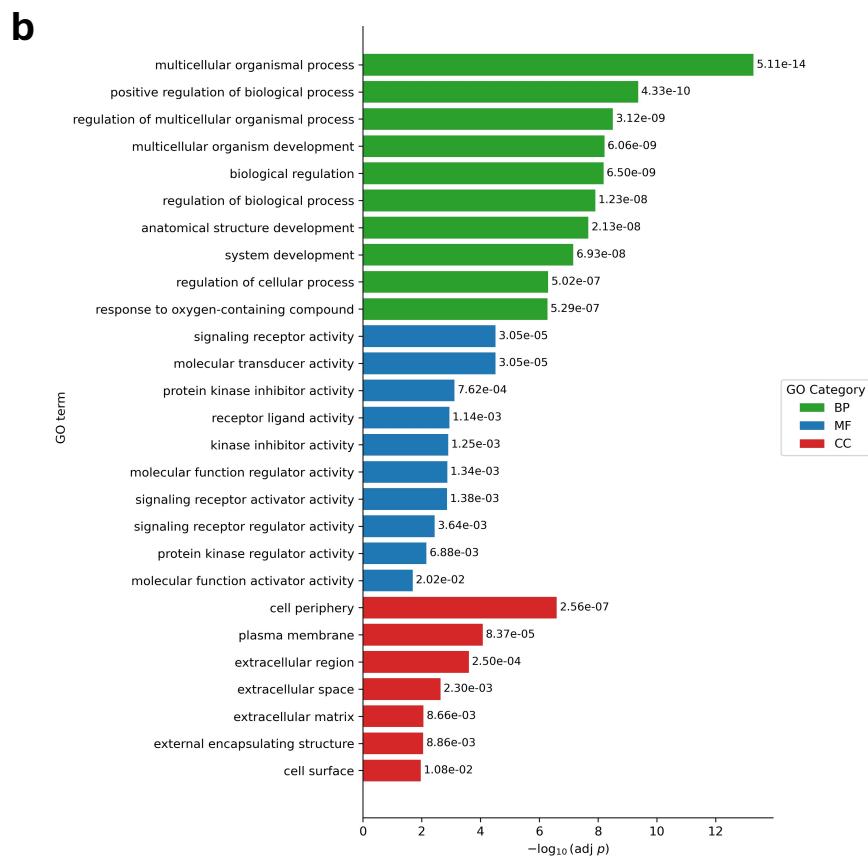 b
multicellular organismal process 5.11e-14
positive regulation of biological process 4.33e-10
regulation of multicellular organismal process 3.12e-09
multicellular organism development 6.06e-09
biological regulation 6.50e-09
regulation of biological process 1.23e-08
anatomical structure development 2.13e-08
system development 6.93e-08
regulation of cellular process 5.02e-07
response to oxygen-containing compound 5.29e-07
signaling receptor activity 3.05e-05
molecular transducer activity 3.05e-05
protein kinase inhibitor activity 7.62e-04
receptor ligand activity 1.14e-03
kinase inhibitor activity 1.25e-03
molecular function regulator activity 1.34e-03
signaling receptor activator activity 1.38e-03
signaling receptor regulator activity 3.64e-03
protein kinase regulator activity 6.88e-03
molecular function activator activity 2.02e-02
cell periphery 2.56e-07
plasma membrane 8.37e-05
extracellular region 2.50e-04
extracellular space 2.30e-03
extracellular matrix 8.66e-03
external encapsulating structure 8.86e-03
cell surface 1.08e-02
GO term
GO Category
BP
MF
CC
0 2 4 6 8 10 12
−log₁₀(adj p)